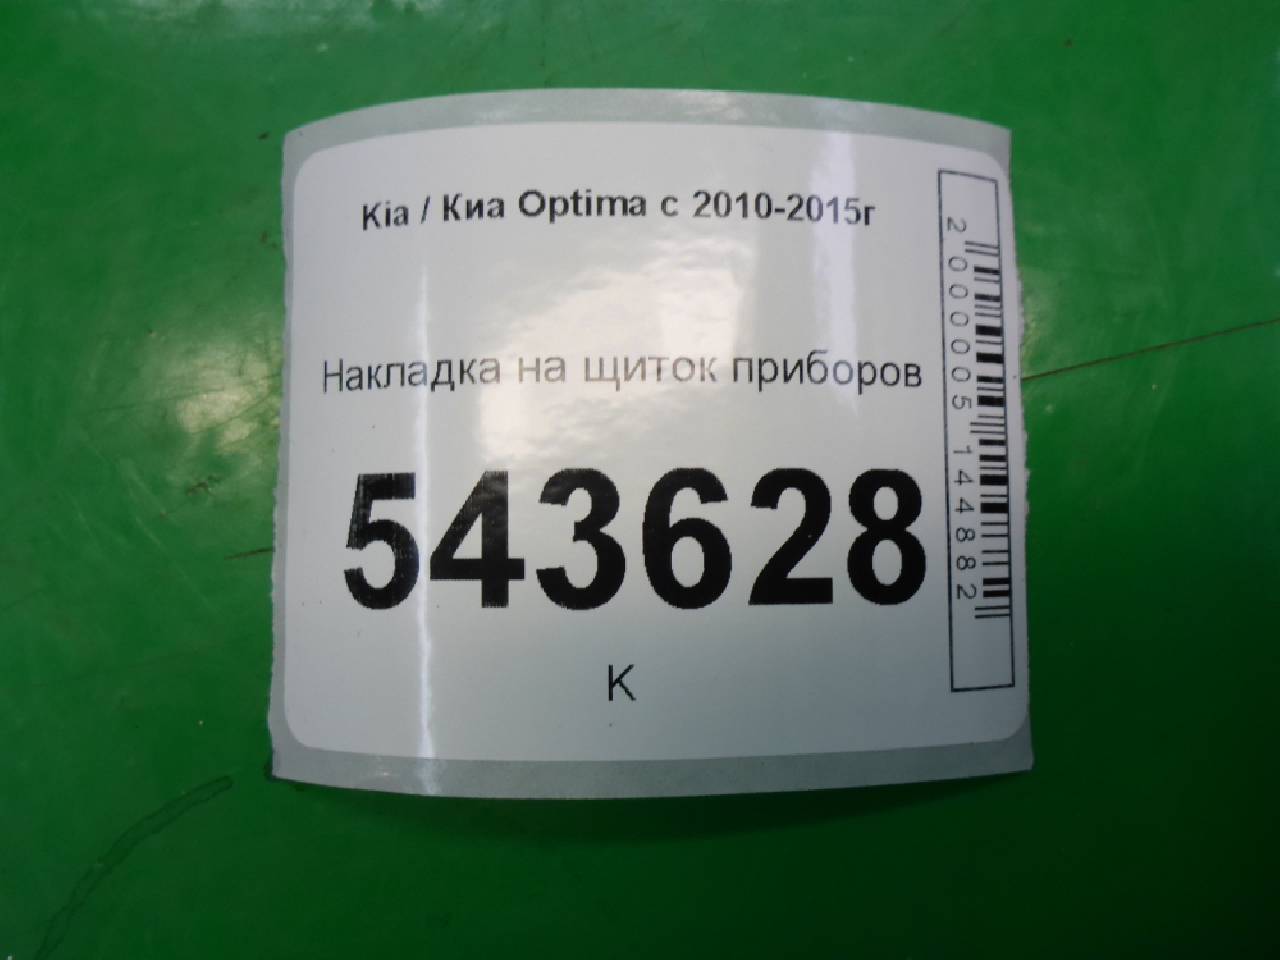 Kia / Киа Optima с 2010-2015г
Накладка на щиток приборов
543628
К
2000005144882